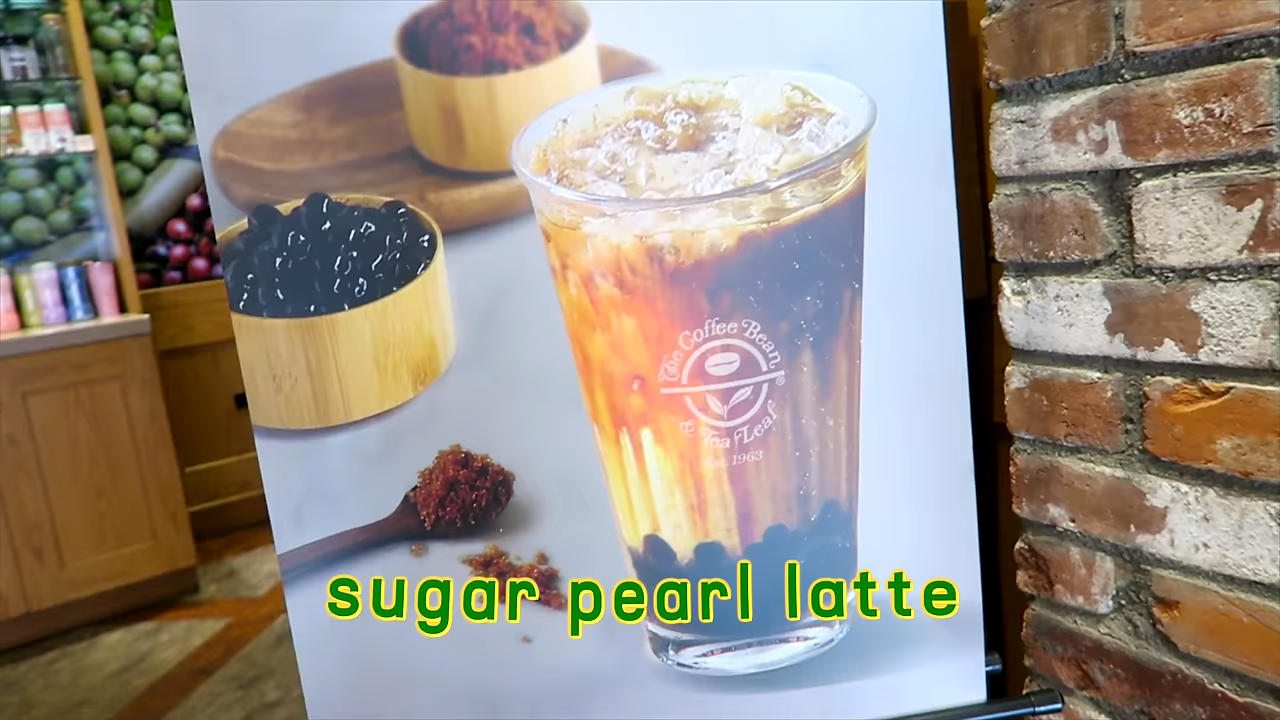 The Coffee Bean
& Tea Leaf
®
Est. 1963
sugar pearl latte